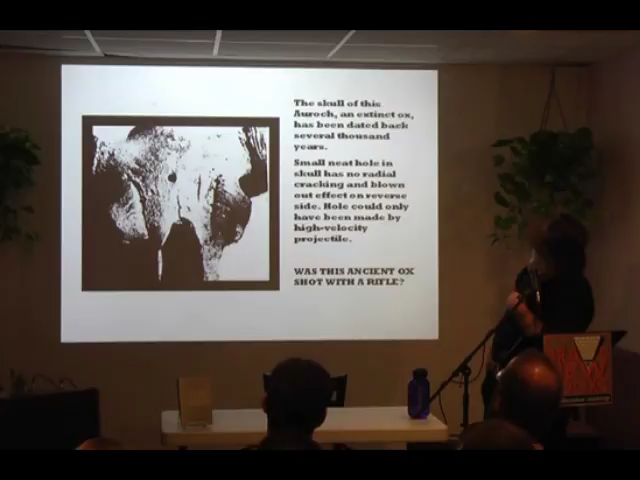 The skull of this
Auroch, an extinct ox,
has been dated back
several thousand
years.
Small neat hole in
skull has no radial
cracking and blown
out effect on reverse
side. Hole could only
have been made by
high-velocity
projectile.
WAS THIS ANCIENT OX
SHOT WITH A RIFLE?